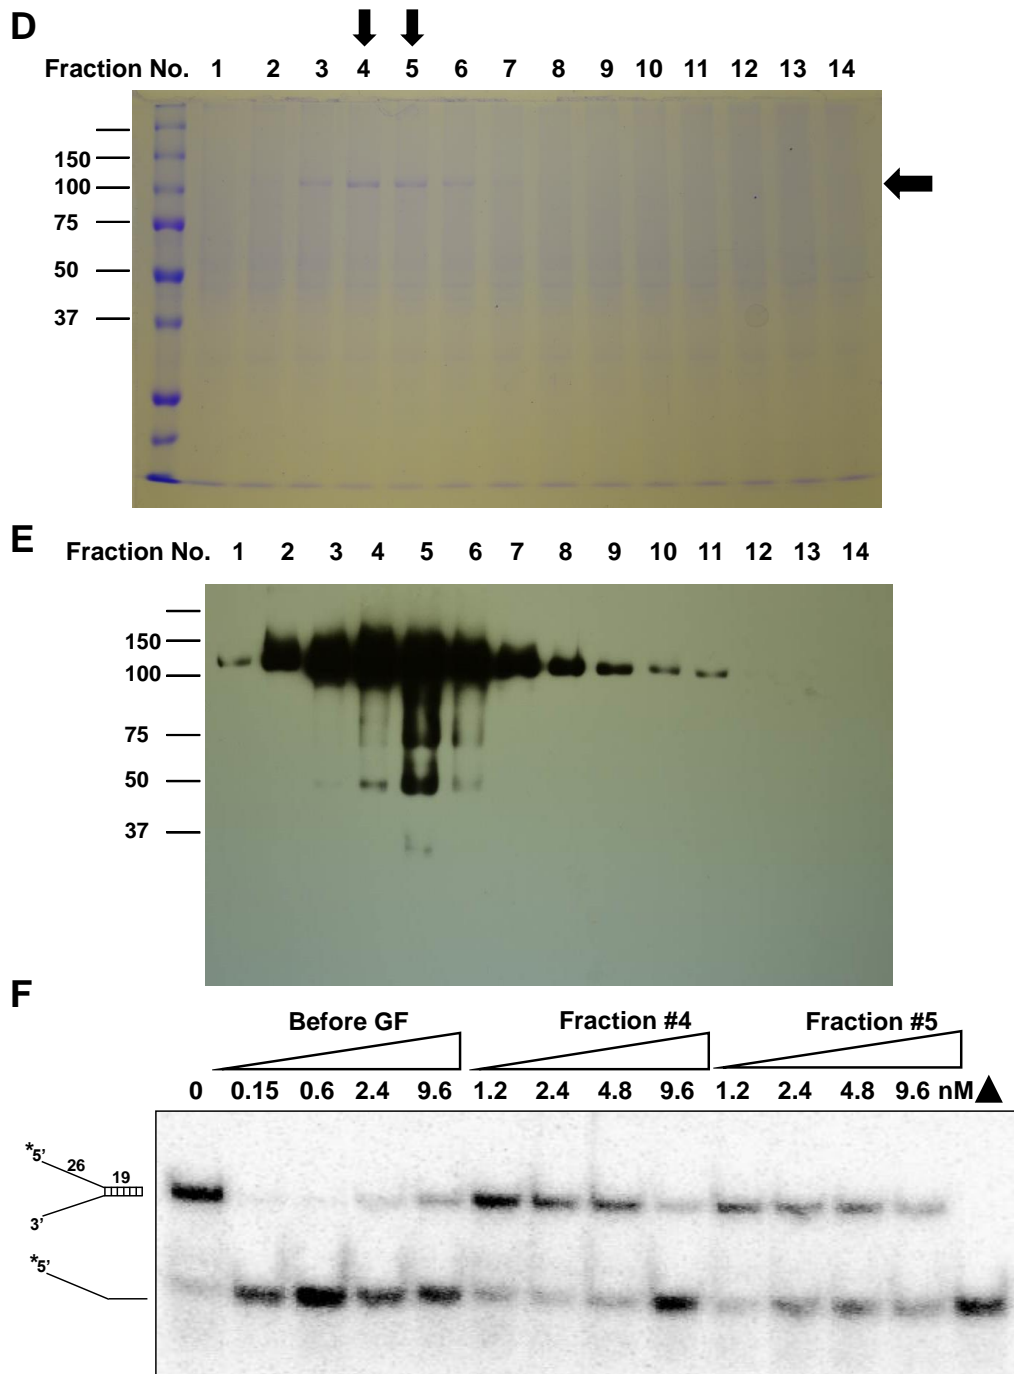 D
Fraction No. 1 2 3 4 5 6 7 8 9 10 11 12 13 14
150
100
75
50
37
E
Fraction No. 1 2 3 4 5 6 7 8 9 10 11 12 13 14
150
100
75
50
37
F
Before GF Fraction #4 Fraction #5
0 0.15 0.6 2.4 9.6 1.2 2.4 4.8 9.6 1.2 2.4 4.8 9.6 nM
*5’
26
19
3’
*5’